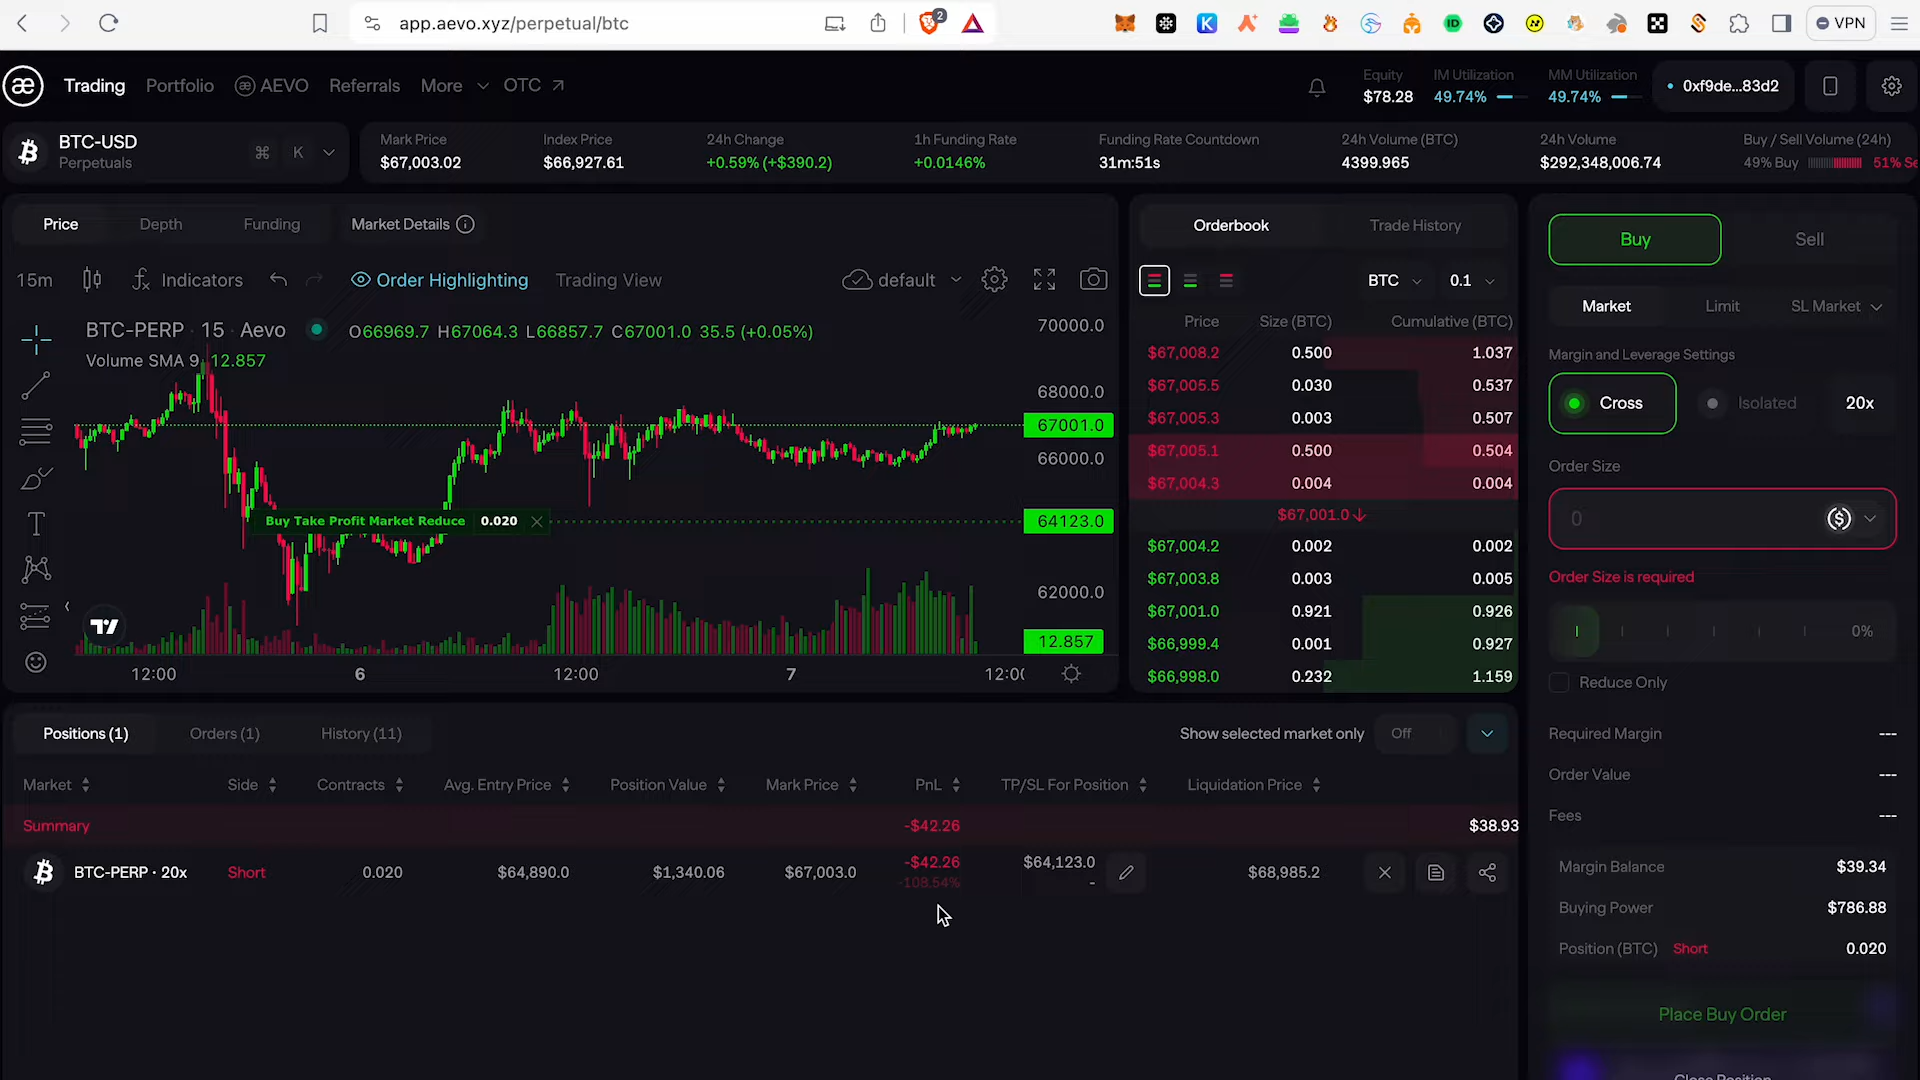 app.aevo.xyz/perpetual/btc
2
VPN
Trading Portfolio AEVO Referrals More OTC
Equity $78.28
IM Utilization 49.74%
MM Utilization 49.74%
0xf9de...83d2
BTC-USD
Perpetuals
⌘ K
Mark Price $67,003.02
Index Price $66,927.61
24h Change +0.59% (+$390.2)
1h Funding Rate +0.0146%
Funding Rate Countdown 31m:51s
24h Volume (BTC) 4399.965
24h Volume $292,348,006.74
Buy / Sell Volume (24h)
49% Buy 51% Se
Price Depth Funding Market Details
15m Indicators Order Highlighting Trading View default
BTC-PERP · 15 · Aevo O66969.7 H67064.3 L66857.7 C67001.0 35.5 (+0.05%)
Volume SMA 9 12.857
70000.0
68000.0
67001.0
66000.0
Buy Take Profit Market Reduce 0.020
64123.0
62000.0
12.857
12:00 6 12:00 7 12:0
Orderbook Trade History
BTC 0.1
Price Size (BTC) Cumulative (BTC)
$67,008.2 0.500 1.037
$67,005.5 0.030 0.537
$67,005.3 0.003 0.507
$67,005.1 0.500 0.504
$67,004.3 0.004 0.004
$67,001.0↓
$67,004.2 0.002 0.002
$67,003.8 0.003 0.005
$67,001.0 0.921 0.926
$66,999.4 0.001 0.927
$66,998.0 0.232 1.159
Buy Sell
Market Limit SL Market
Margin and Leverage Settings
Cross Isolated 20x
Order Size
0
Order Size is required
0%
Reduce Only
Required Margin ---
Order Value ---
Fees ---
Margin Balance $39.34
Buying Power $786.88
Position (BTC) Short 0.020
Place Buy Order
Close Position
Positions (1) Orders (1) History (11)
Show selected market only Off
Market Side Contracts Avg. Entry Price Position Value Mark Price PnL TP/SL For Position Liquidation Price
Summary -$42.26 $38.93
BTC-PERP · 20x Short 0.020 $64,890.0 $1,340.06 $67,003.0 -$42.26 $64,123.0 $68,985.2
-108.54% -